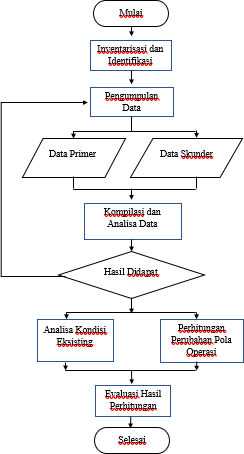 Mulai
Inventarisasi dan
Identifikasi
Pengumpulan
Data
Data Primer
Data Skunder
Kompilasi dan
Analisa Data
Hasil Didapat
Analisa Kondisi
Eksisting
Perhitungan
Perubahan Pola
Operasi
Evaluasi Hasil
Perhitungan
Selesai